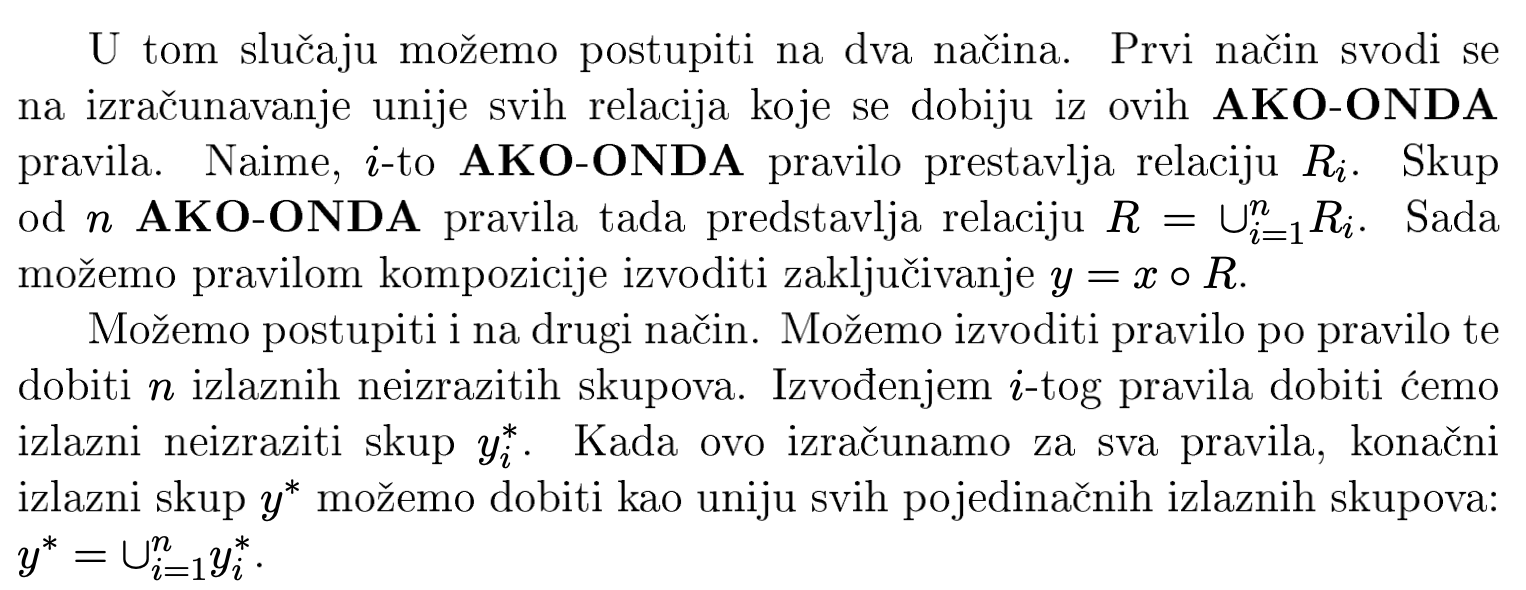 U tom slučaju možemo postupiti na dva načina. Prvi način svodi se
na izračunavanje unije svih relacija koje se dobiju iz ovih AKO-ONDA
pravila. Naime, i-to AKO-ONDA pravilo prestavlja relaciju R_i. Skup
od n AKO-ONDA pravila tada predstavlja relaciju R = ∪_{i=1}^n R_i. Sada
možemo pravilom kompozicije izvoditi zaključivanje y = x ∘ R.
Možemo postupiti i na drugi način. Možemo izvoditi pravilo po pravilo te
dobiti n izlaznih neizrazitih skupova. Izvođenjem i-tog pravila dobiti ćemo
izlazni neizraziti skup y_i^*. Kada ovo izračunamo za sva pravila, konačni
izlazni skup y^* možemo dobiti kao uniju svih pojedinačnih izlaznih skupova:
y^* = ∪_{i=1}^n y_i^*.